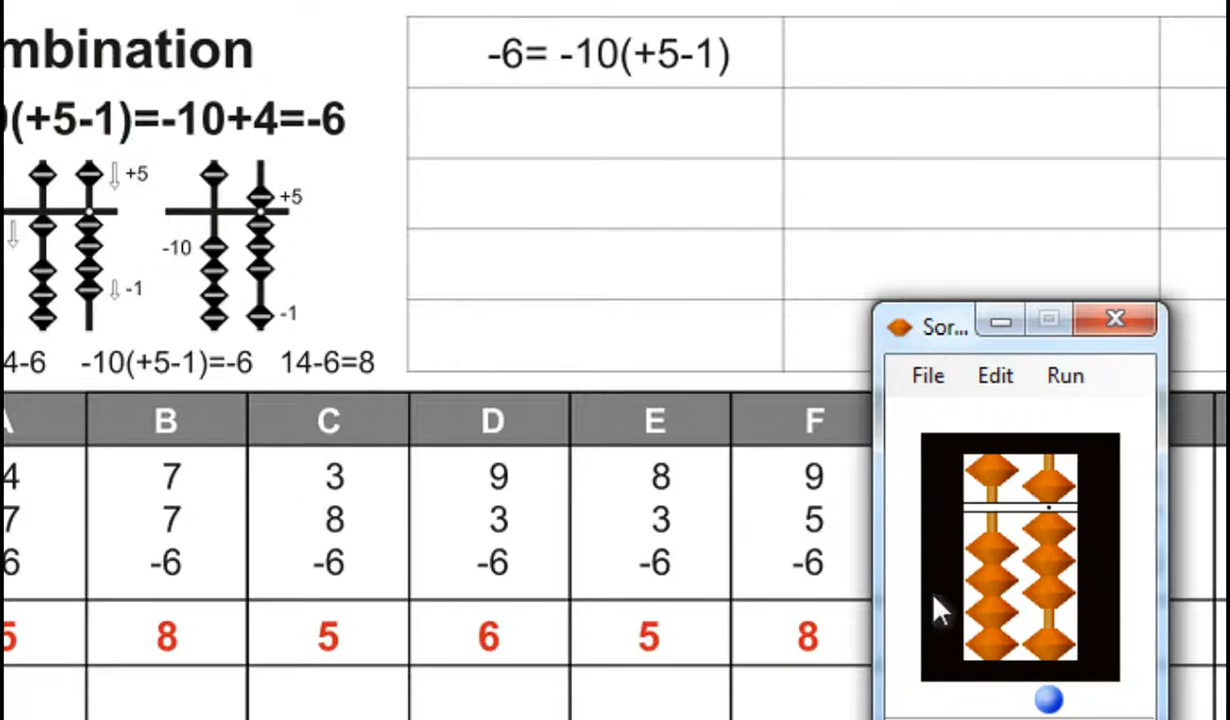 mbination
-6= -10(+5-1)
0(+5-1)=-10+4=-6
+5
+5
-10
-1
-1
4-6 -10(+5-1)=-6 14-6=8
Sor...
File Edit Run
A B C D E F
4 7 3 9 8 9
7 7 8 3 3 5
6 -6 -6 -6 -6 -6
5 8 5 6 5 8